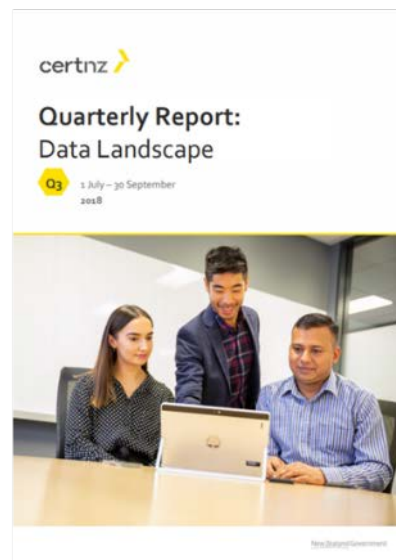 certnz
Quarterly Report:
Data Landscape
Q3
1 July – 30 September
2018
New Zealand Government